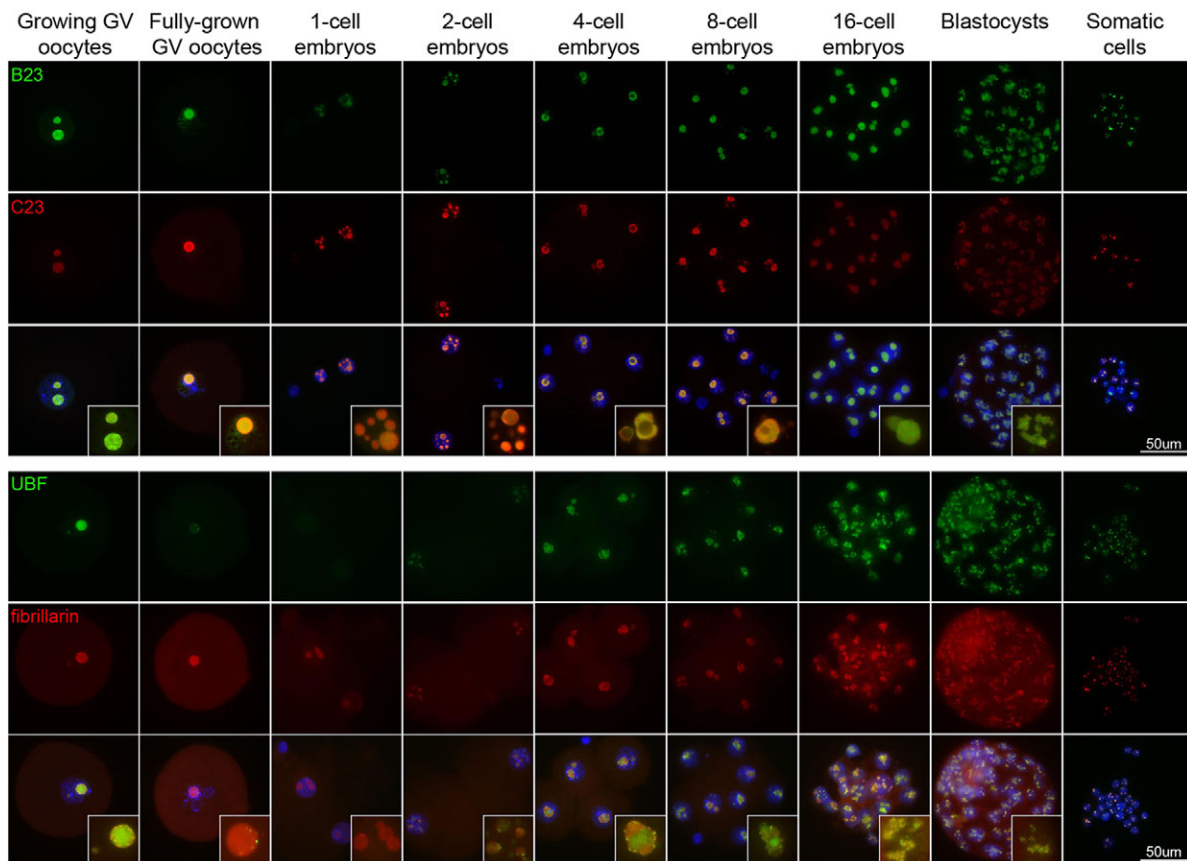 Growing GV oocytes
Fully-grown GV oocytes
1-cell embryos
2-cell embryos
4-cell embryos
8-cell embryos
16-cell embryos
Blastocysts
Somatic cells
B23
C23
50um
UBF
fibrillarin
50um